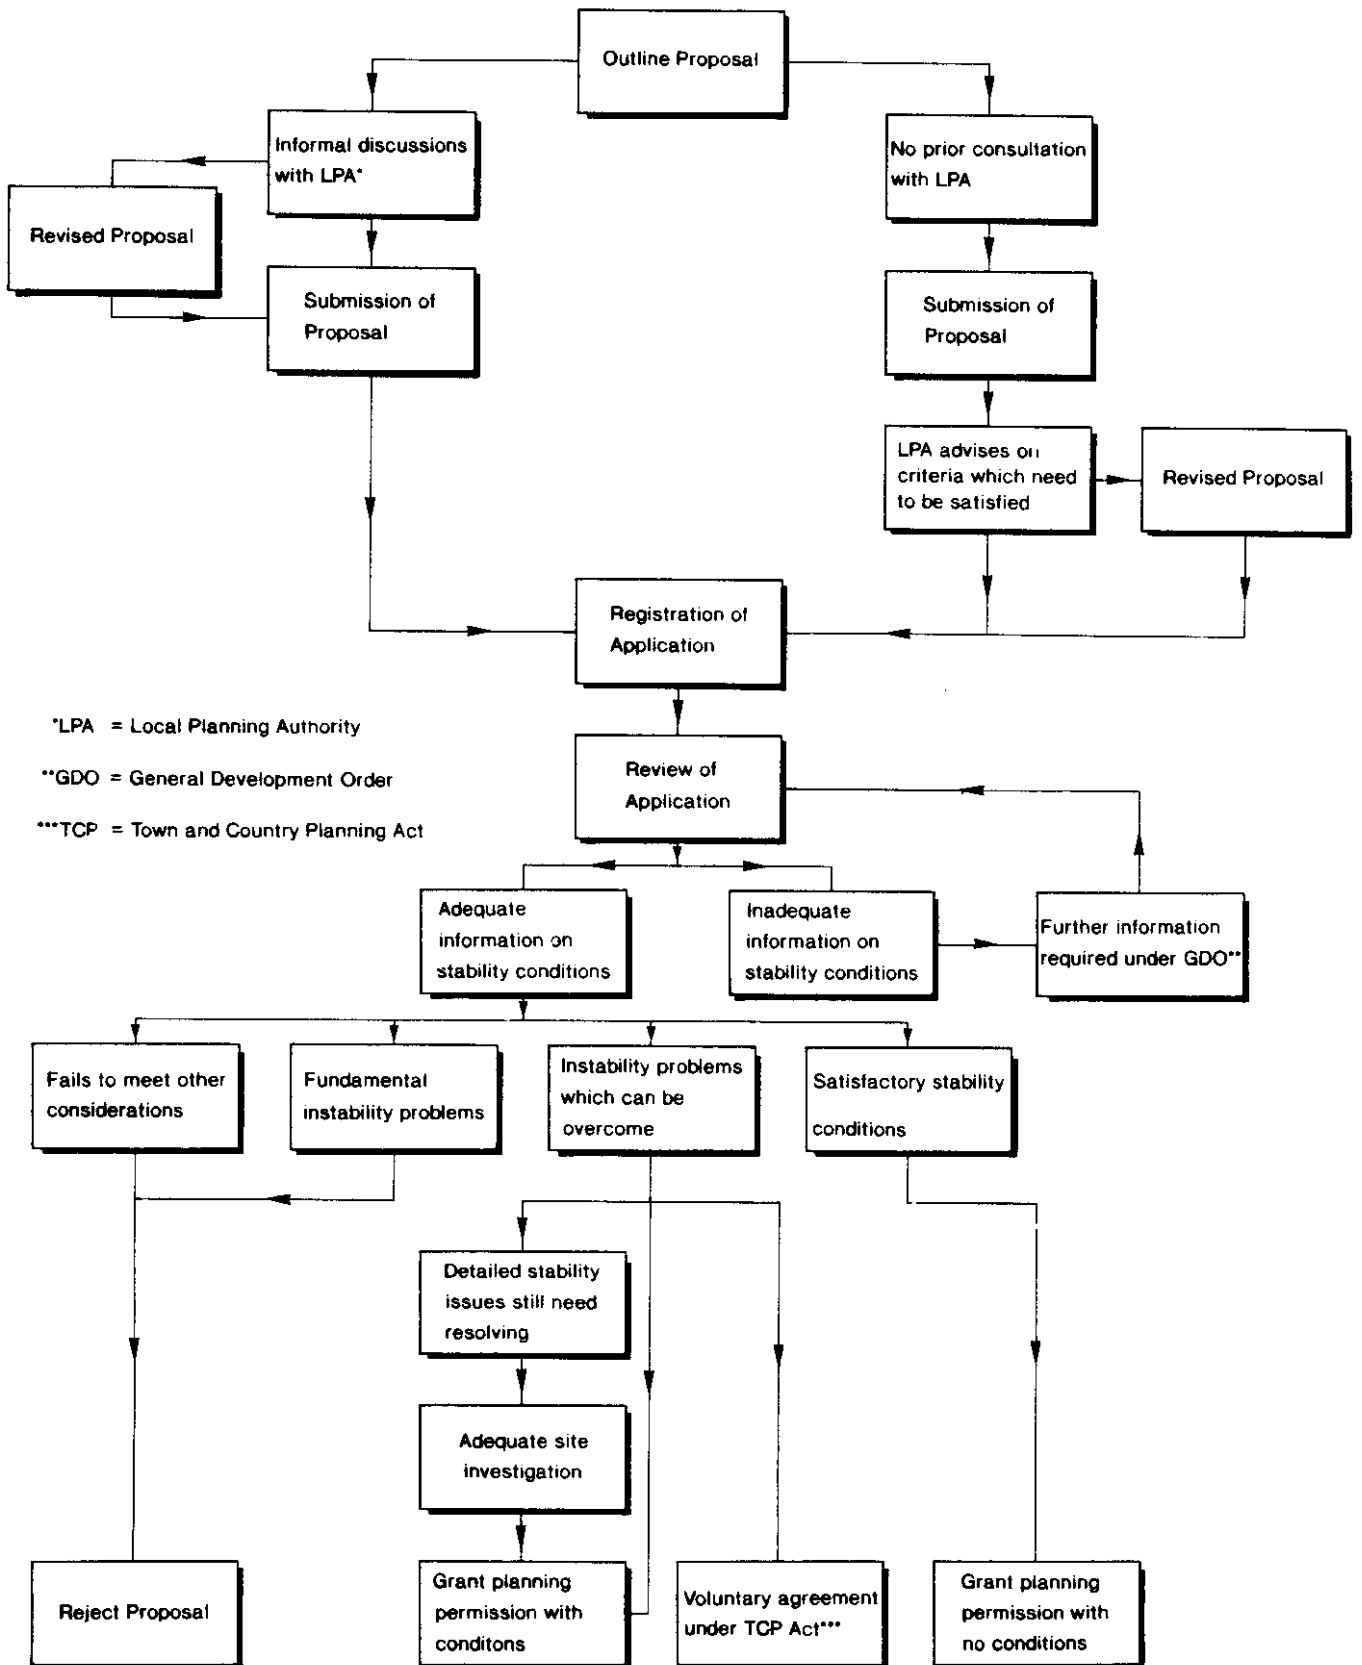 Outline Proposal
Informal discussions
with LPA*
No prior consultation
with LPA
Revised Proposal
Submission of
Proposal
Submission of
Proposal
LPA advises on
criteria which need
to be satisfied
Revised Proposal
Registration of
Application
*LPA = Local Planning Authority
**GDO = General Development Order
***TCP = Town and Country Planning Act
Review of
Application
Adequate
information on
stability conditions
Inadequate
information on
stability conditions
Further information
required under GDO**
Fails to meet other
considerations
Fundamental
instability problems
Instability problems
which can be
overcome
Satisfactory stability
conditions
Detailed stability
issues still need
resolving
Adequate site
investigation
Reject Proposal
Grant planning
permission with
conditons
Voluntary agreement
under TCP Act***
Grant planning
permission with
no conditions